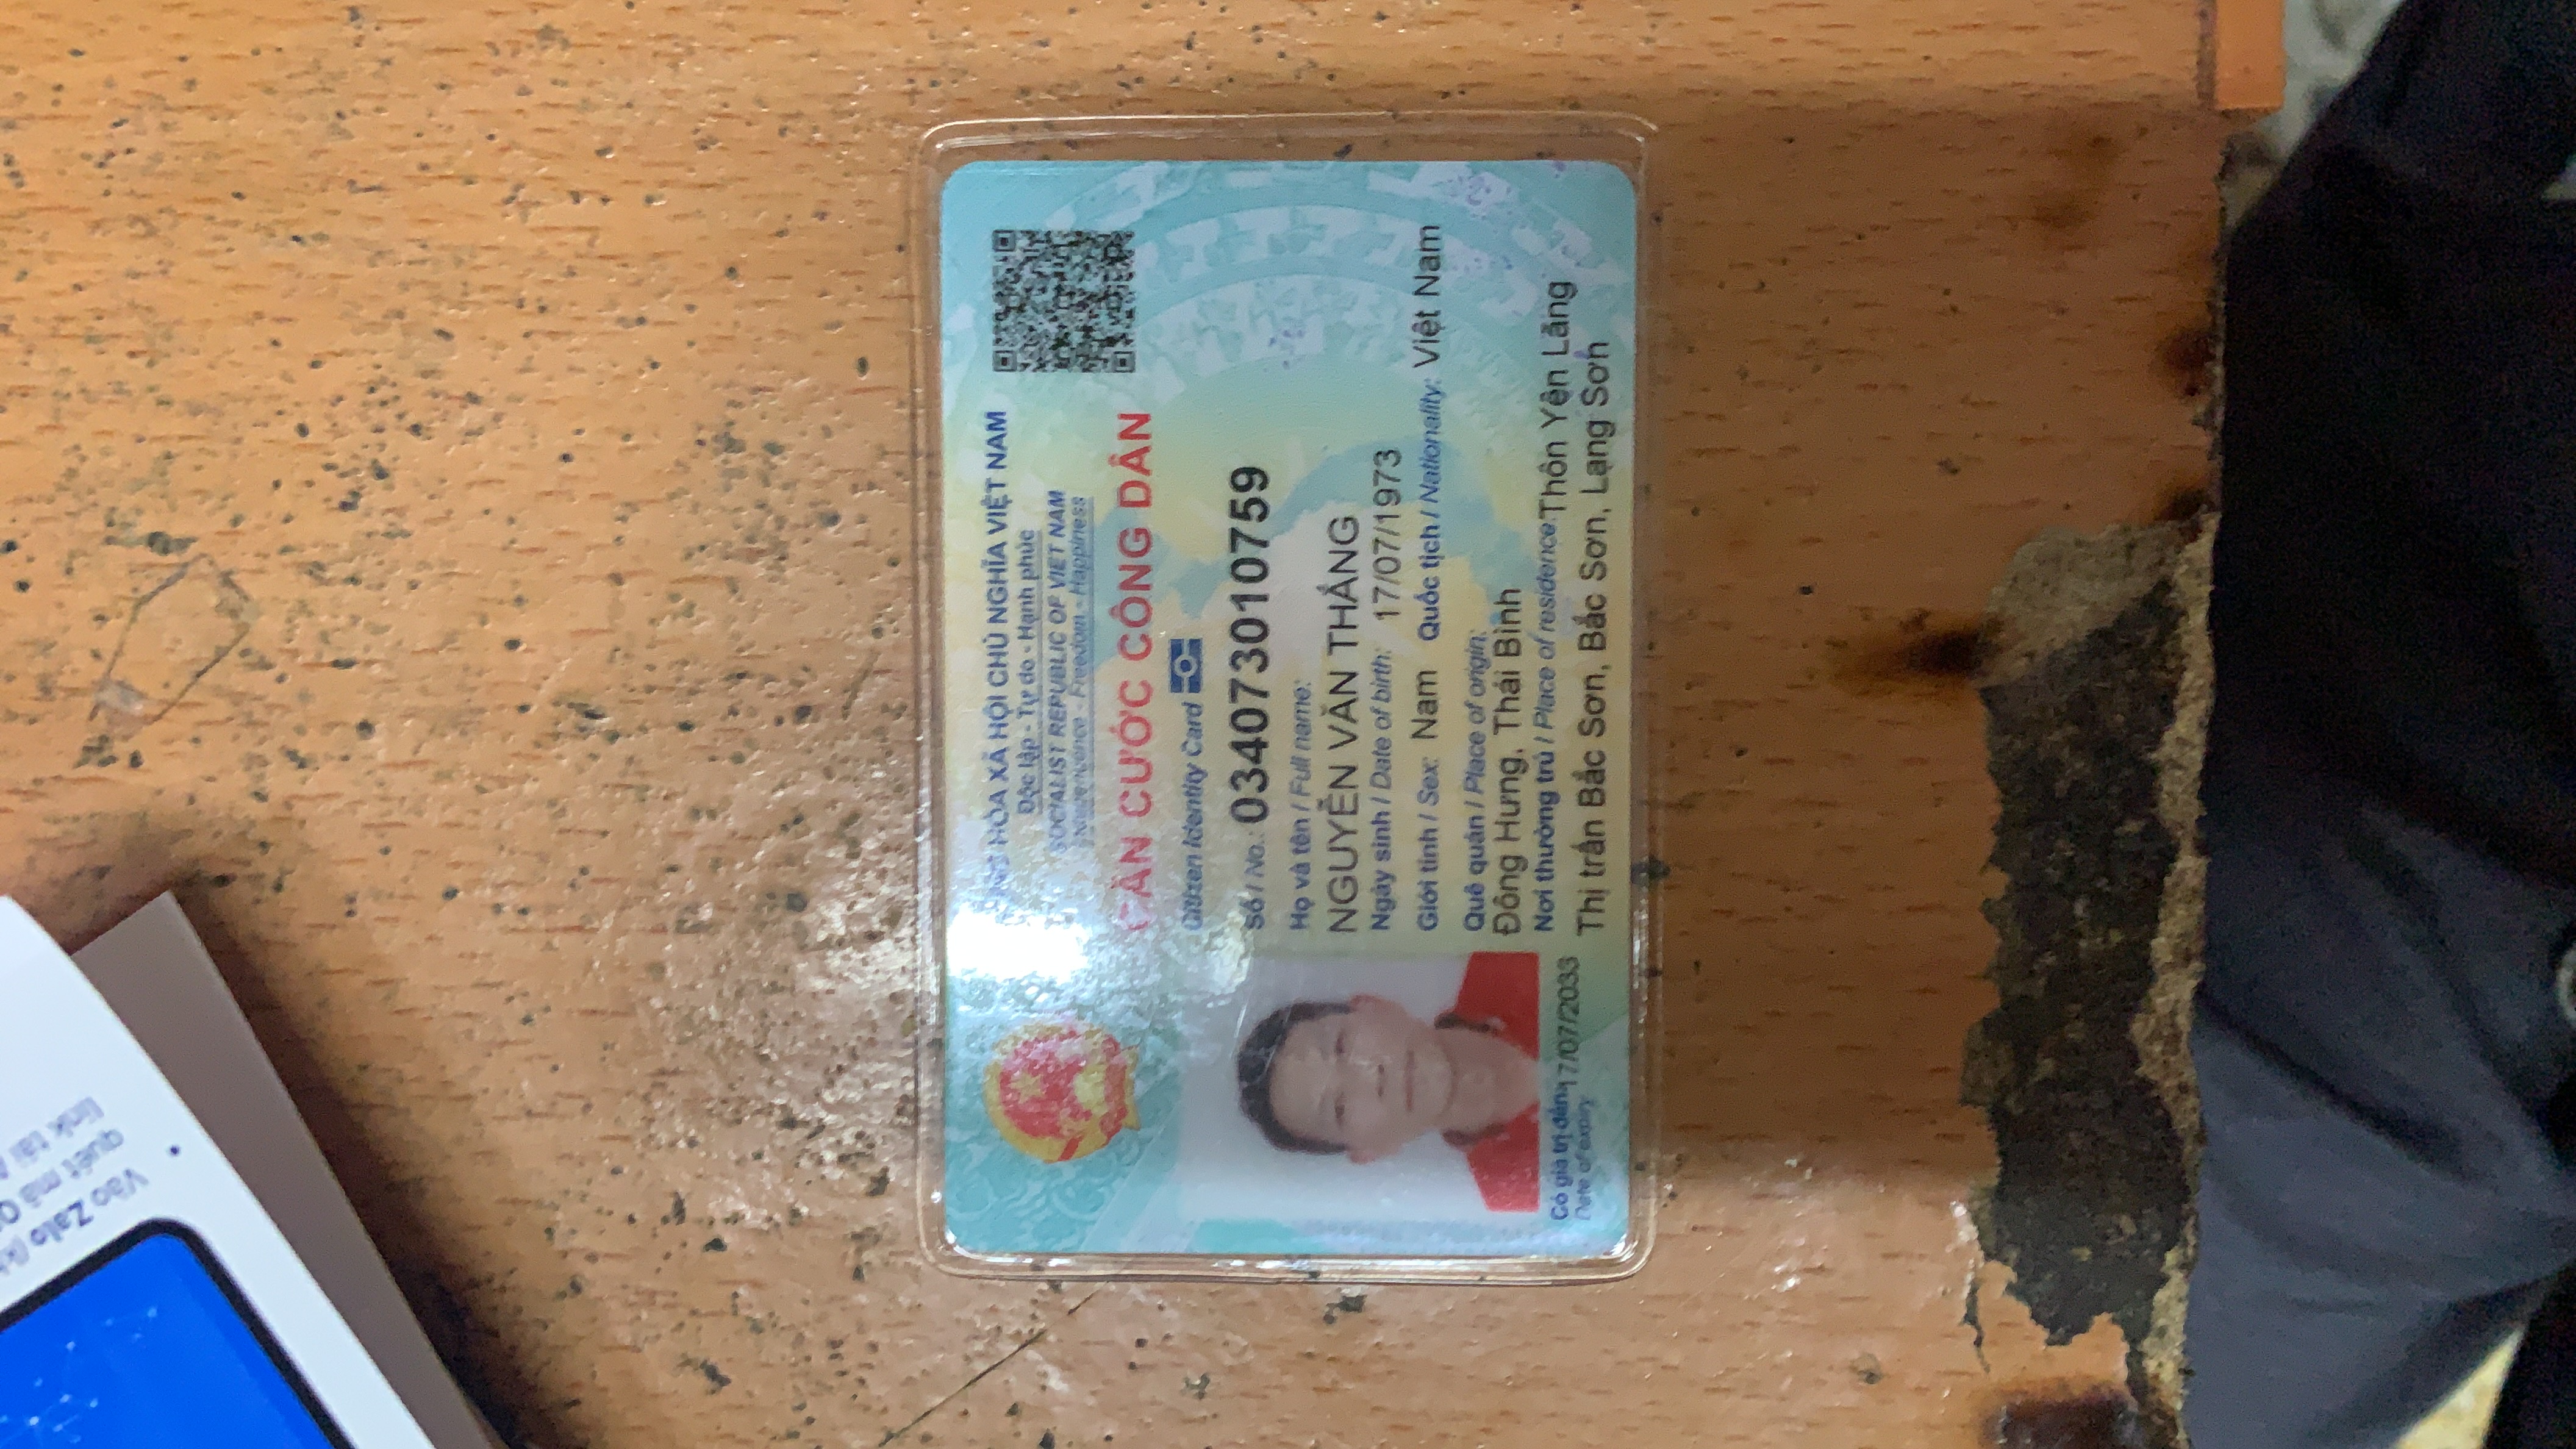 Vào Zalo
quét mã Q
link tải
HÒA XÃ HỘI CHỦ NGHĨA VIỆT NAM
Độc lập - Tự do - Hạnh phúc
SOCIALIST REPUBLIC OF VIET NAM
Independence - Freedom - Happiness
CĂN CƯỚC CÔNG DÂN
Citizen Identity Card
Số / No.: 034073010759
Họ và tên / Full name:
NGUYỄN VĂN THẮNG
Ngày sinh / Date of birth: 17/07/1973
Giới tính / Sex: Nam Quốc tịch / Nationality: Việt Nam
Quê quán / Place of origin:
Đông Hưng, Thái Bình
Nơi thường trú / Place of residence: Thôn Yên Lãng
Thị trấn Bắc Sơn, Bắc Sơn, Lạng Sơn
Có giá trị đến: 17/07/2033
Date of expiry